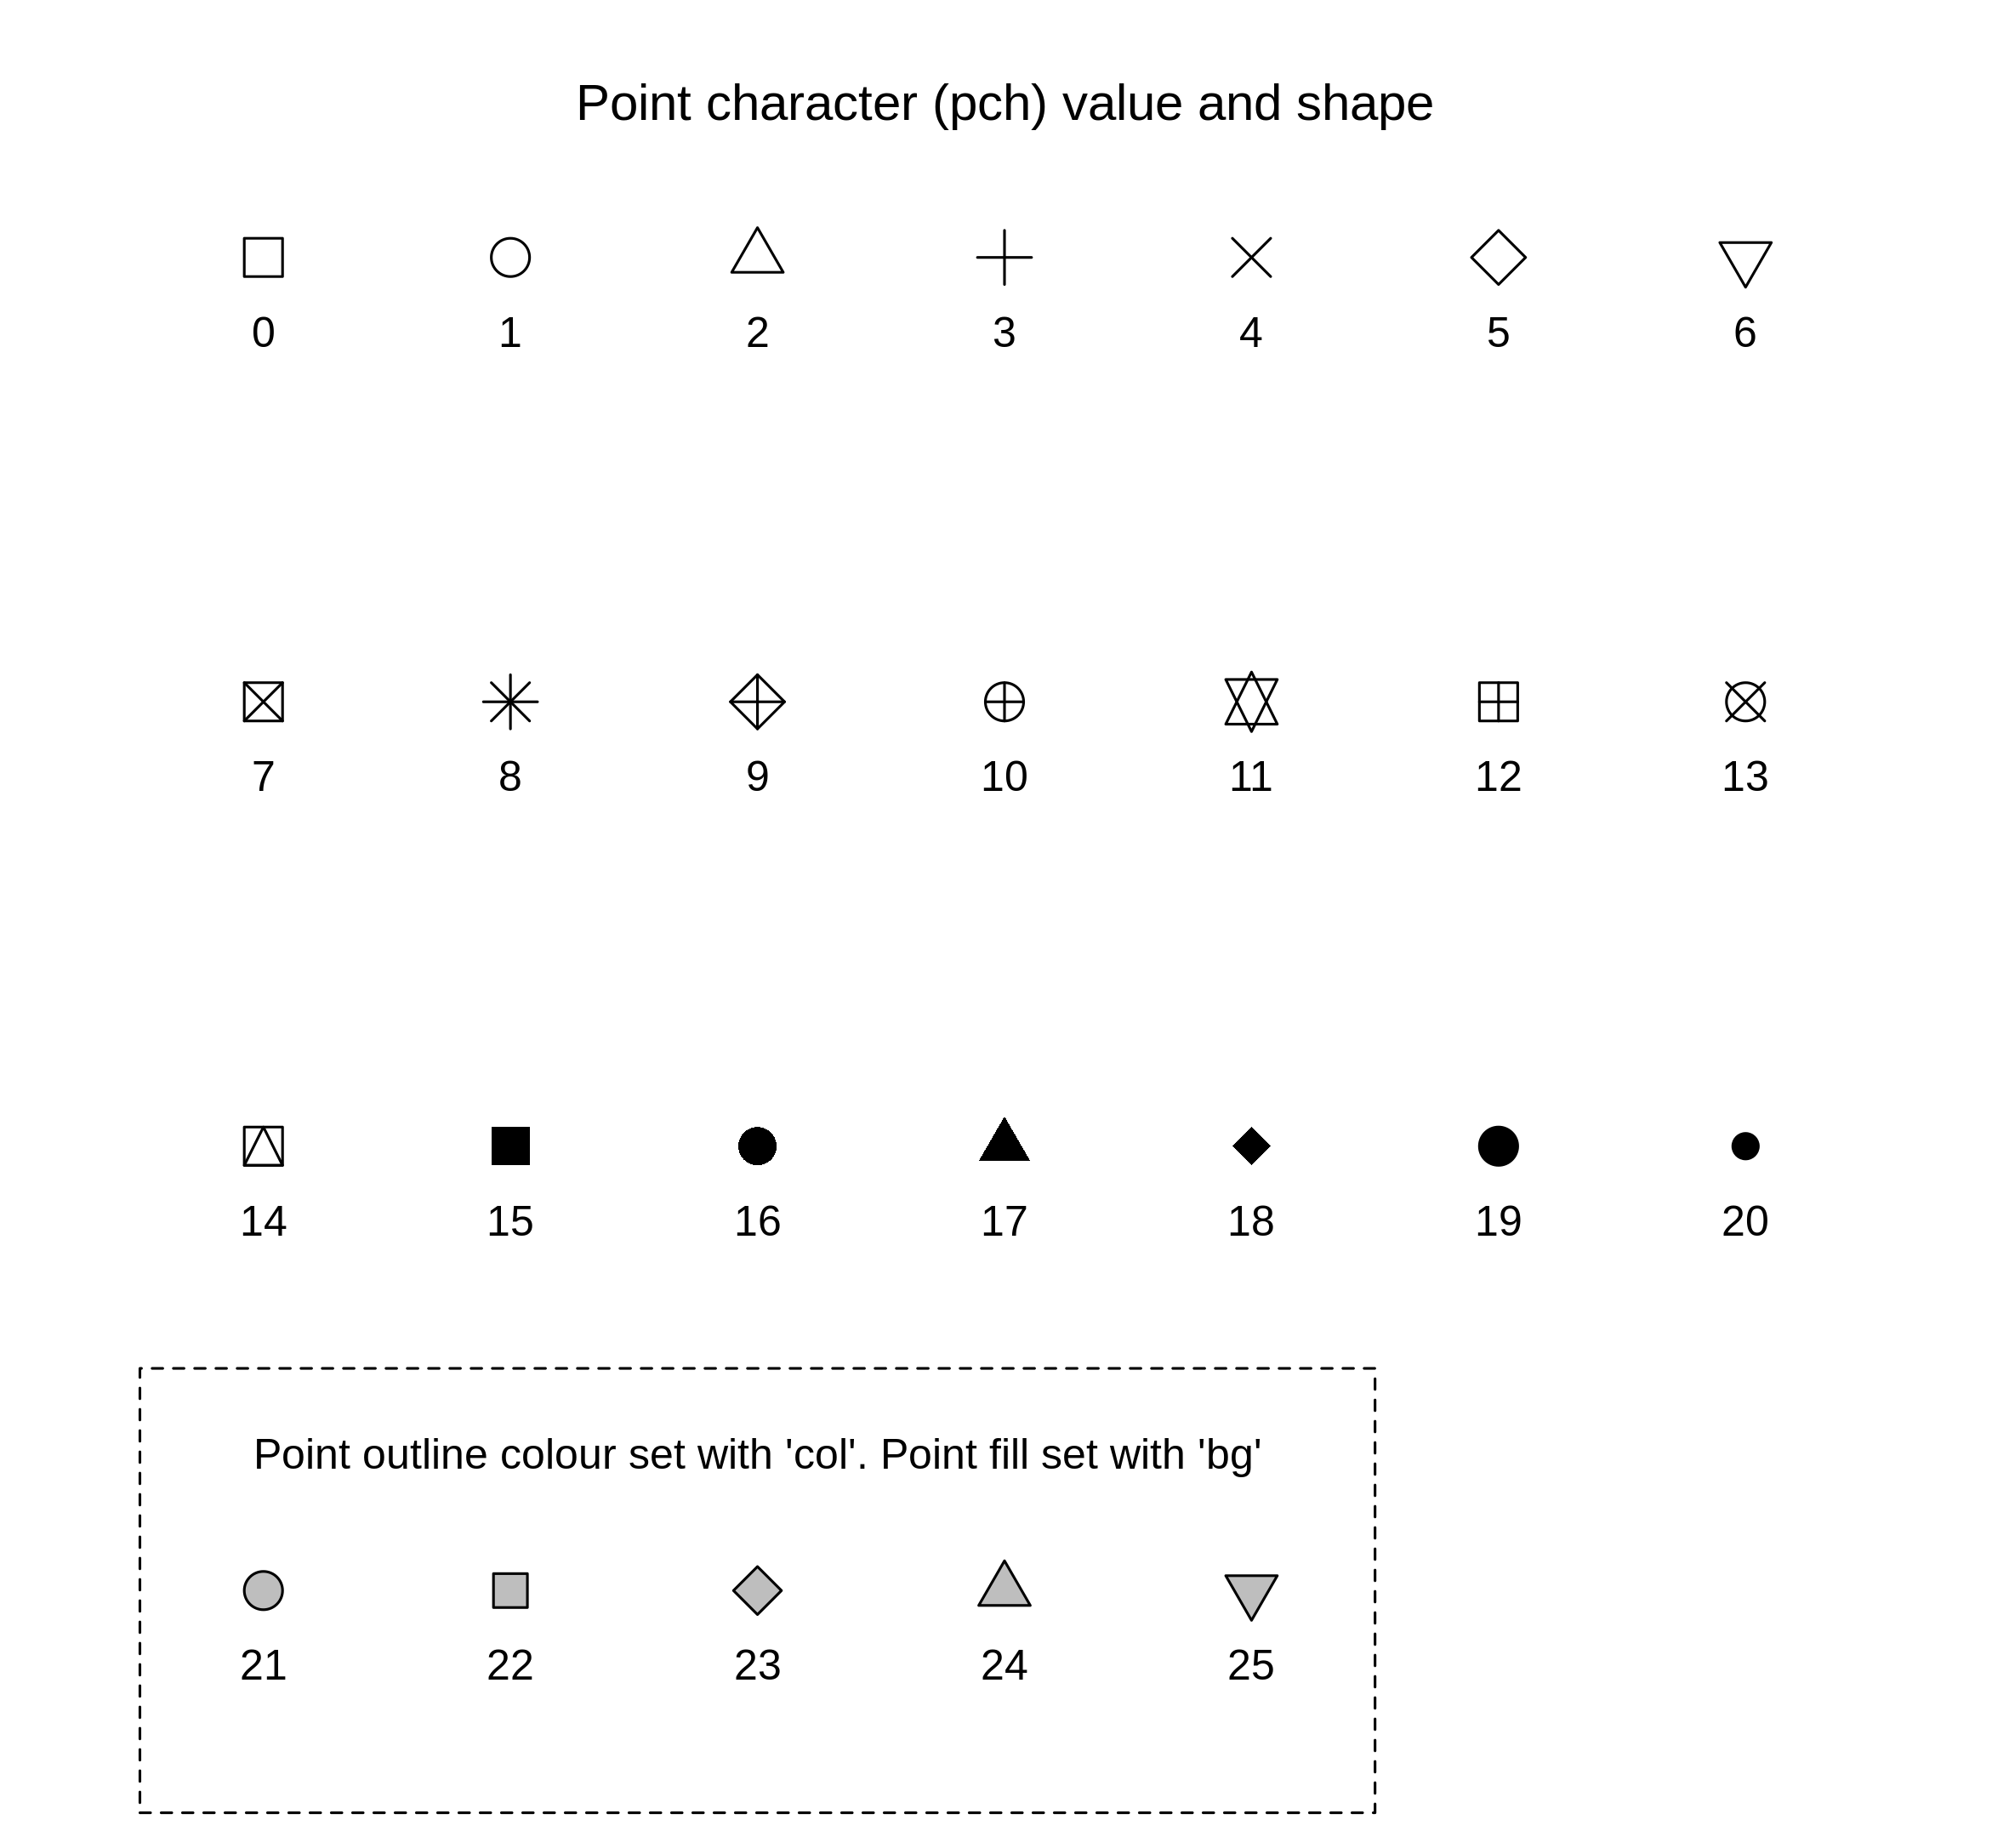 Point character (pch) value and shape
0 1 2 3 4 5 6
7 8 9 10 11 12 13
14 15 16 17 18 19 20
Point outline colour set with 'col'. Point fill set with 'bg'
21 22 23 24 25